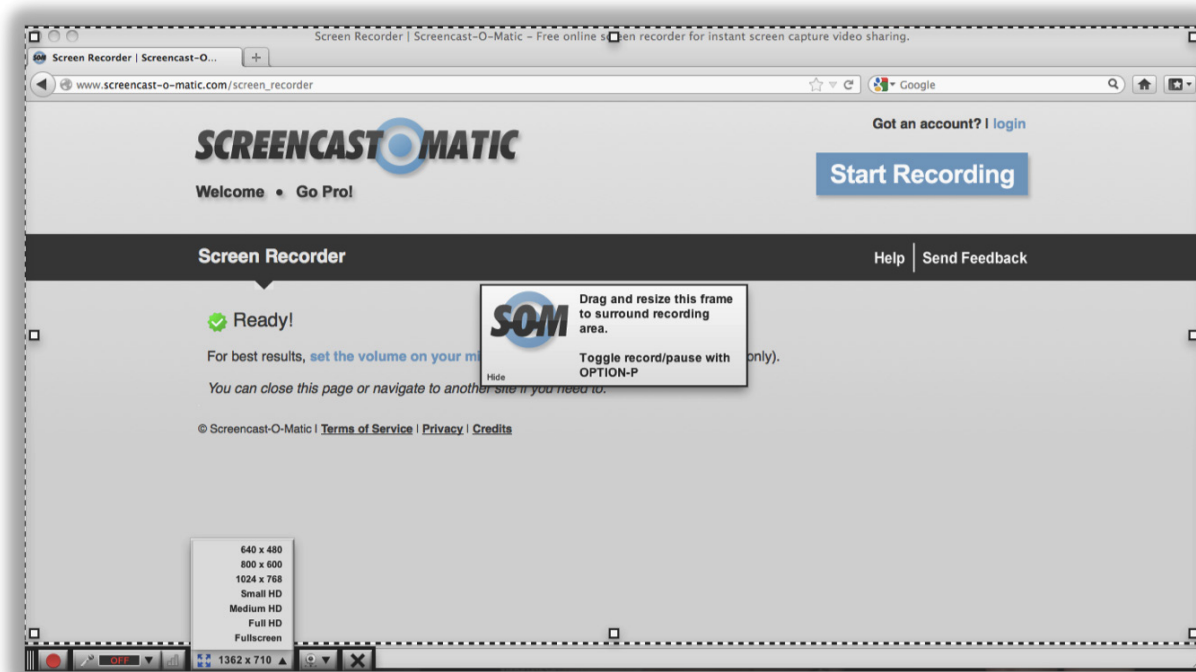 Screen Recorder | Screencast-O-Matic – Free online screen recorder for instant screen capture video sharing.
SOM Screen Recorder | Screencast-O... +
www.screencast-o-matic.com/screen_recorder
Google
SCREENCAST O MATIC
Got an account? | login
Start Recording
Welcome • Go Pro!
Screen Recorder
Help | Send Feedback
Ready!
For best results, set the volume on your mi
only).
You can close this page or navigate to another site if you need to.
SOM
Drag and resize this frame
to surround recording
area.
Toggle record/pause with
OPTION-P
Hide
© Screencast-O-Matic | Terms of Service | Privacy | Credits
640 x 480
800 x 600
1024 x 768
Small HD
Medium HD
Full HD
Fullscreen
OFF
1362 x 710